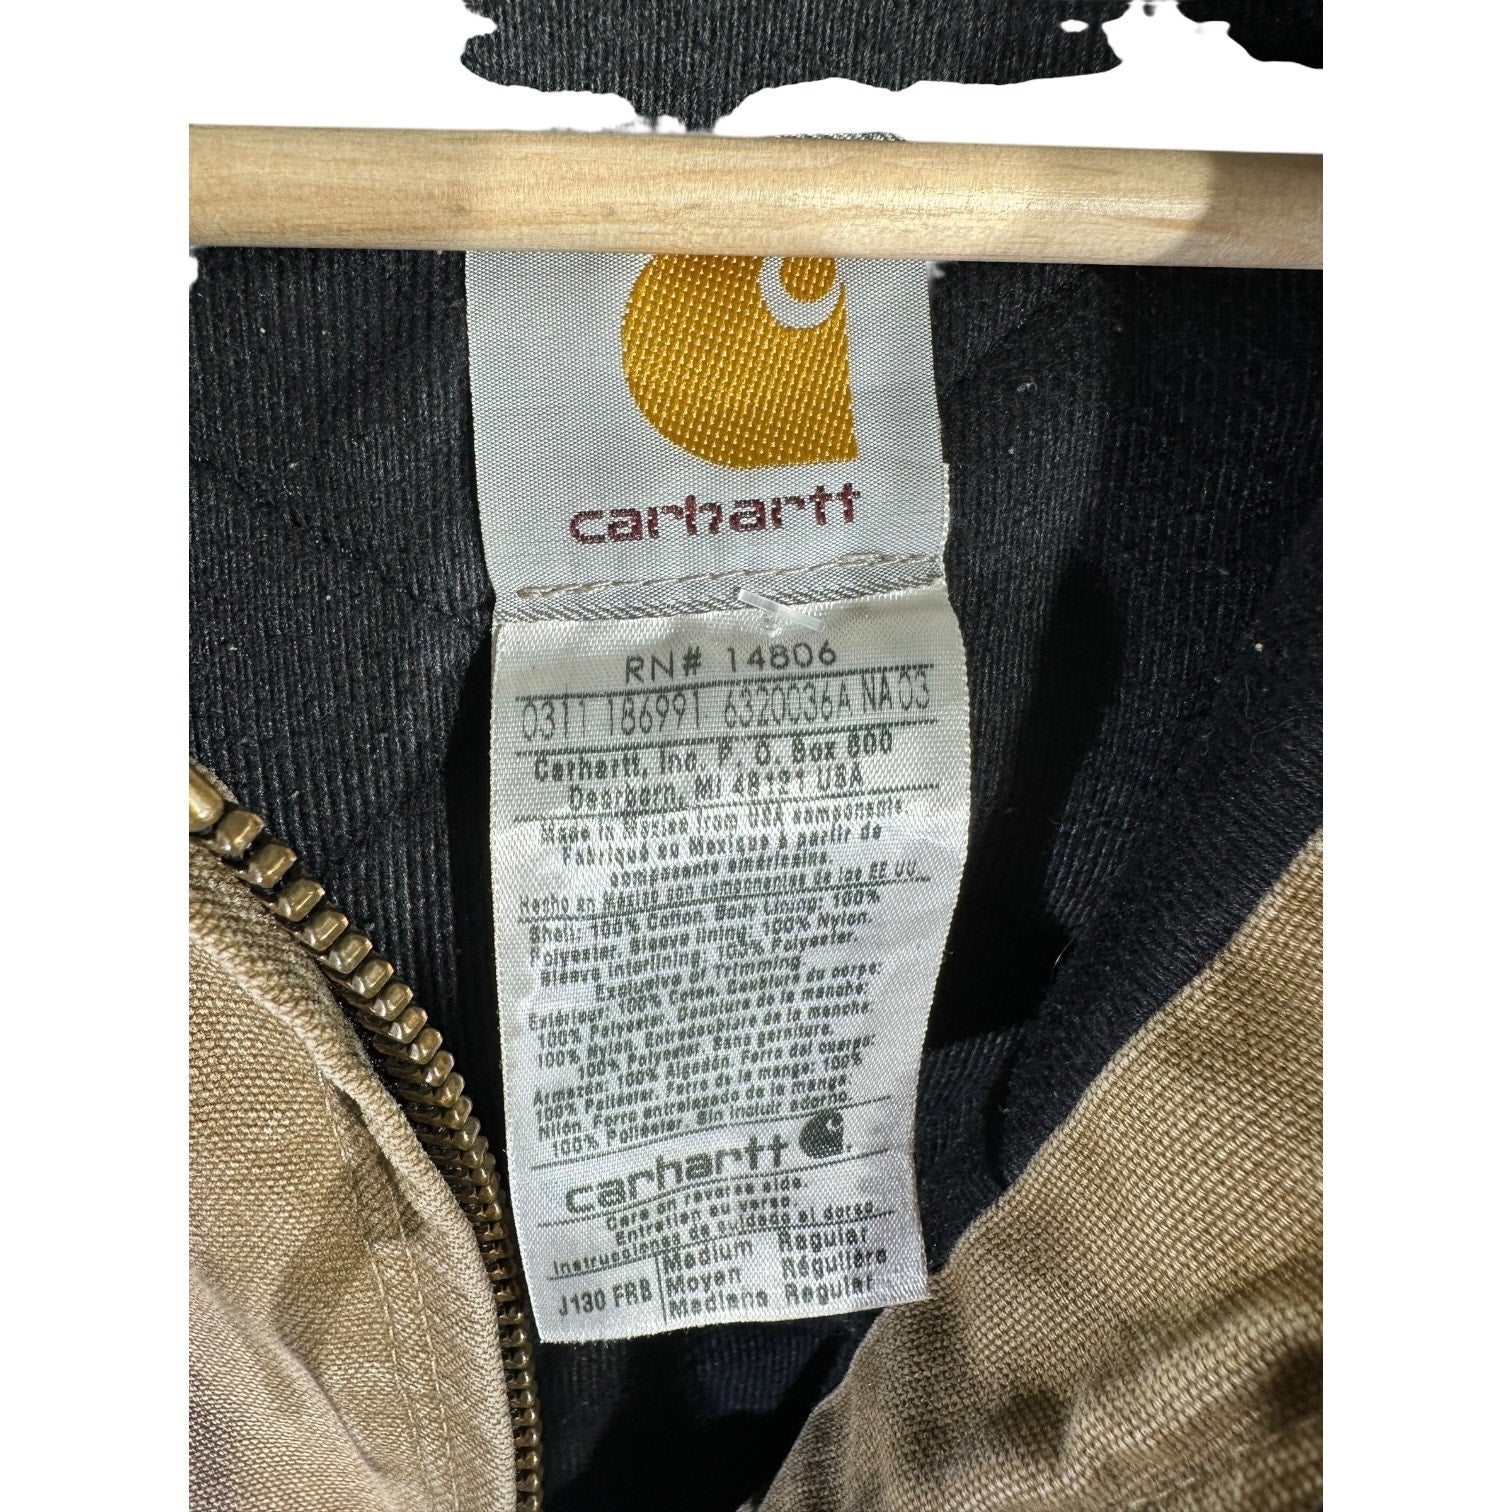 carhartt
RN# 14806
0311 186991 6320036A NA 03
Carhartt, Inc. P. O. Box 600
Dearborn, MI 48121 USA
Made in Mexico from USA components
Fabriqué au Mexique à partir de
composants américains.
Hecho en Mexico con componentes de los EE UU
Shell, 100% Cotton, Body Lining, 100%
Polyester, Sleeve lining, 100% Nylon.
Sleeve Interlining, 100% Polyester.
Exclusive of Trimming
Extérieur, 100% Coton, Doublure du corps:
100% Polyester, Doublure de la manche:
100% Nylon, Entredoublure de la manche.
100% Polyester. Sans garniture.
Armazón, 100% Algodón, Forro del cuerpo:
100% Poliester, Forro de la manga: 100%
Nilón, Forro entrelazado de la manga
100% Poliester. Sin incluir adorno.
carhartt
Care on reverse side.
Entretien au verso
Instrucciones de cuidado al dorso
J130 FRB Medium Regular
Moyen Régulière
Mediano Regular